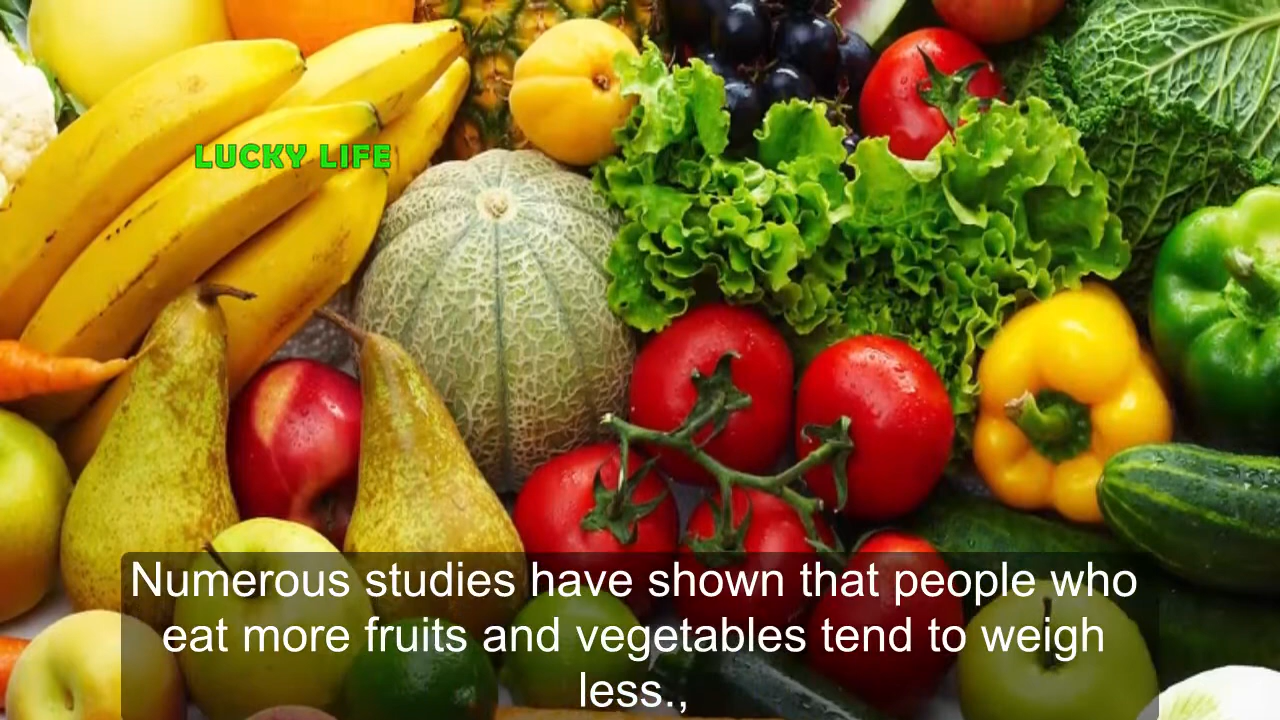 LUCKY LIFE
Numerous studies have shown that people who
eat more fruits and vegetables tend to weigh
less.,